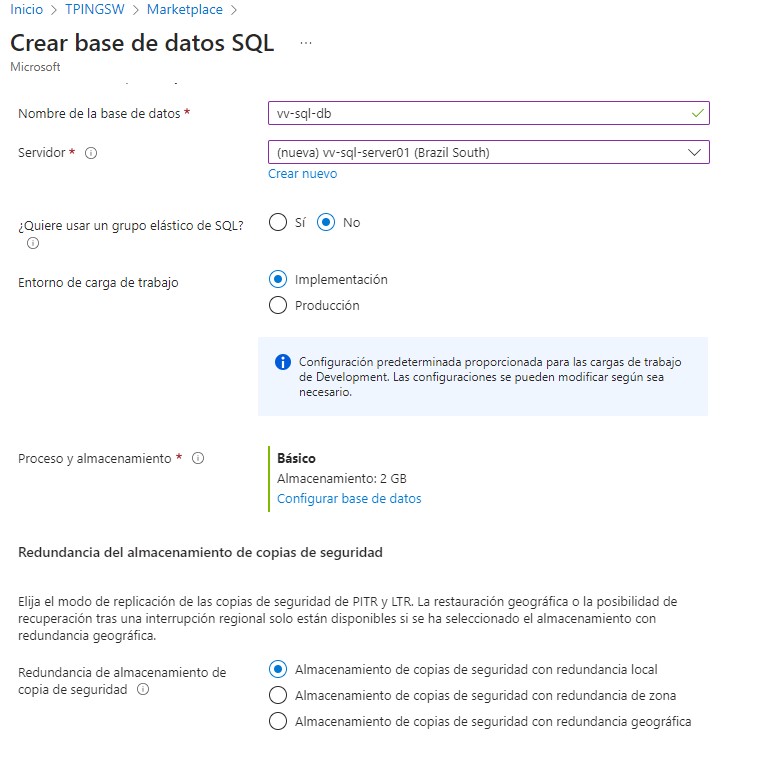 Inicio > TPINGSW > Marketplace >
Crear base de datos SQL ...
Microsoft
Nombre de la base de datos *
vv-sql-db
Servidor *
(nueva) vv-sql-server01 (Brazil South)
Crear nuevo
¿Quiere usar un grupo elástico de SQL?
Sí No
Entorno de carga de trabajo
Implementación
Producción
Configuración predeterminada proporcionada para las cargas de trabajo
de Development. Las configuraciones se pueden modificar según sea
necesario.
Proceso y almacenamiento *
Básico
Almacenamiento: 2 GB
Configurar base de datos
Redundancia del almacenamiento de copias de seguridad
Elija el modo de replicación de las copias de seguridad de PITR y LTR. La restauración geográfica o la posibilidad de
recuperación tras una interrupción regional solo están disponibles si se ha seleccionado el almacenamiento con
redundancia geográfica.
Redundancia de almacenamiento de
copia de seguridad
Almacenamiento de copias de seguridad con redundancia local
Almacenamiento de copias de seguridad con redundancia de zona
Almacenamiento de copias de seguridad con redundancia geográfica